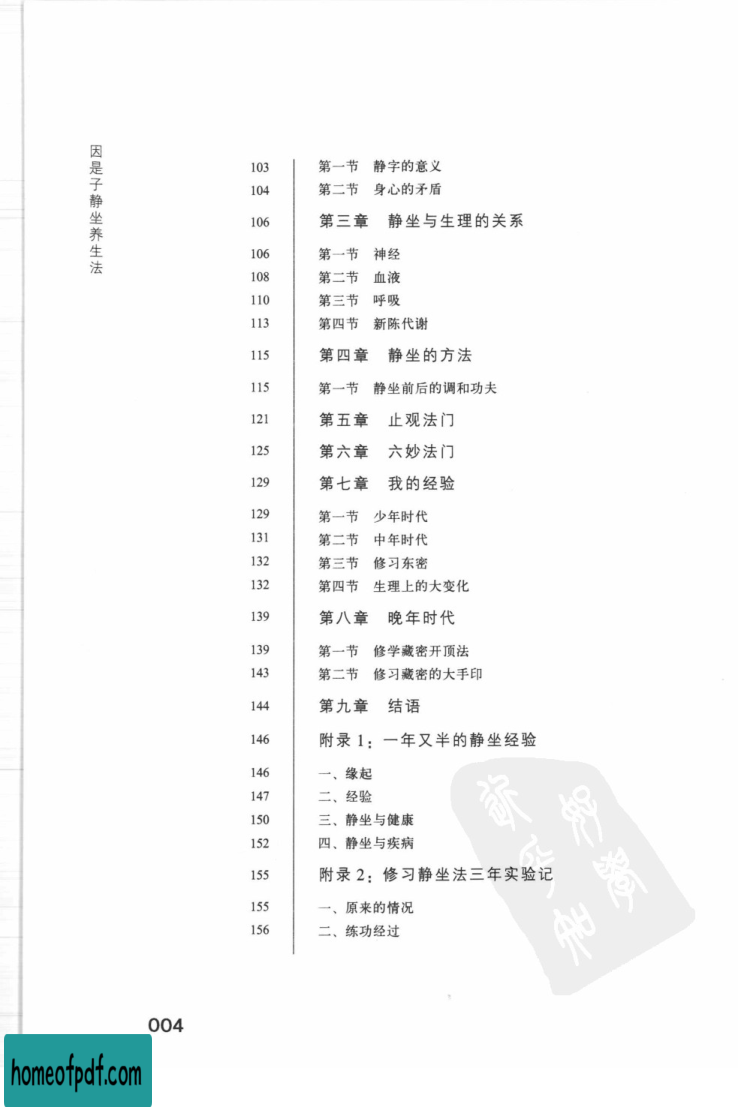 因是子静坐养生法
103 第一节 静字的意义
104 第二节 身心的矛盾
106 第三章 静坐与生理的关系
106 第一节 神经
108 第二节 血液
110 第三节 呼吸
113 第四节 新陈代谢
115 第四章 静坐的方法
115 第一节 静坐前后的调和功夫
121 第五章 止观法门
125 第六章 六妙法门
129 第七章 我的经验
129 第一节 少年时代
131 第二节 中年时代
132 第三节 修习东密
132 第四节 生理上的大变化
139 第八章 晚年时代
139 第一节 修学藏密开顶法
143 第二节 修习藏密的大手印
144 第九章 结语
146 附录1：一年又半的静坐经验
146 一、缘起
147 二、经验
150 三、静坐与健康
152 四、静坐与疾病
155 附录2：修习静坐法三年实验记
155 一、原来的情况
156 二、练功经过
004
homeofpdf.com